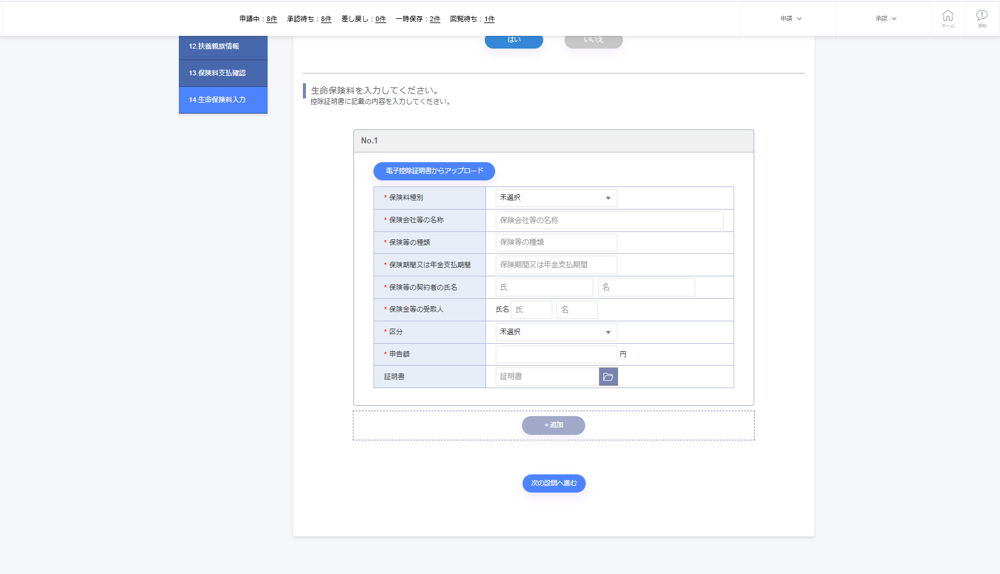 申請中：8件 承認待ち：8件 差し戻し：0件 一時保存：2件 回覧待ち：1件
申請
承認
ホーム
通知
12.扶養親族情報
13.保険料支払確認
14.生命保険料入力
はい
いいえ
生命保険料を入力してください。
控除証明書に記載の内容を入力してください。
No.1
電子控除証明書からアップロード
* 保険料種別 未選択
* 保険会社等の名称 保険会社等の名称
* 保険等の種類 保険等の種類
* 保険期間又は年金支払期間 保険期間又は年金支払期間
* 保険等の契約者の氏名 氏 名
* 保険金等の受取人 氏名 氏 名
* 区分 未選択
* 申告額 円
証明書 証明書
+ 追加
次の設問へ進む